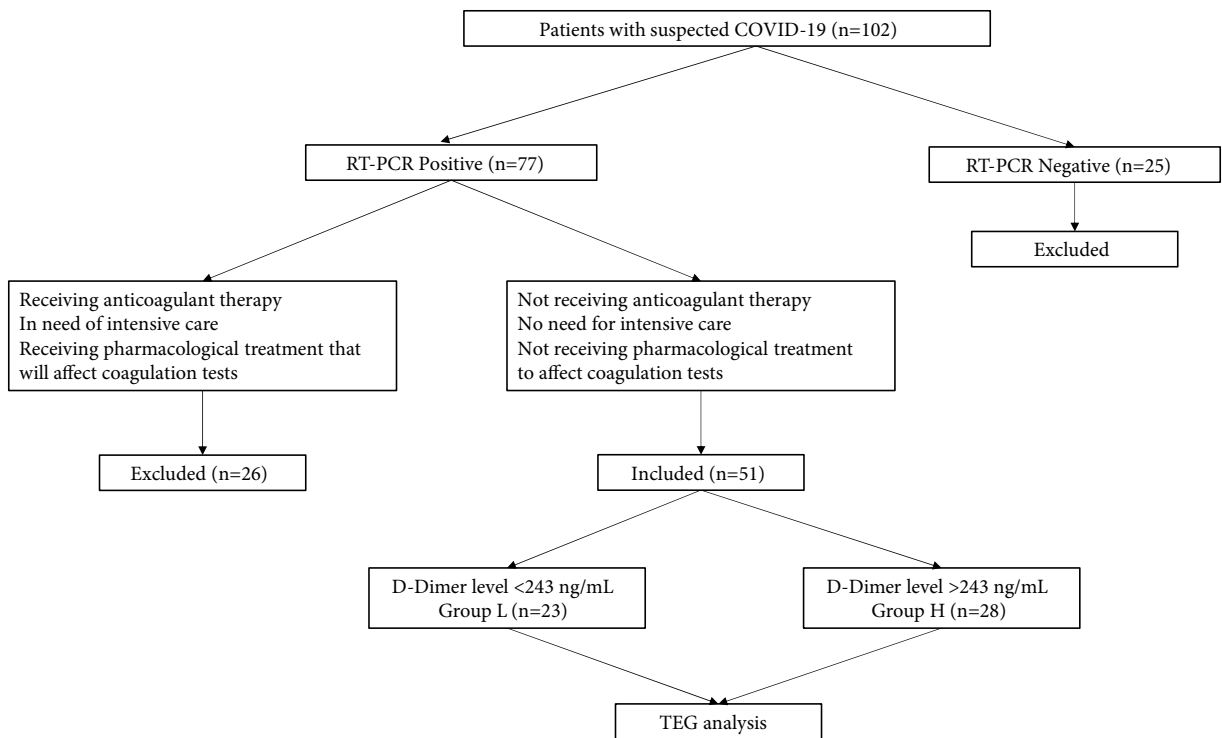 Patients with suspected COVID-19 (n=102)
RT-PCR Positive (n=77)
RT-PCR Negative (n=25)
Excluded
Receiving anticoagulant therapy
In need of intensive care
Receiving pharmacological treatment that
will affect coagulation tests
Not receiving anticoagulant therapy
No need for intensive care
Not receiving pharmacological treatment
to affect coagulation tests
Excluded (n=26)
Included (n=51)
D-Dimer level <243 ng/mL
Group L (n=23)
D-Dimer level >243 ng/mL
Group H (n=28)
TEG analysis